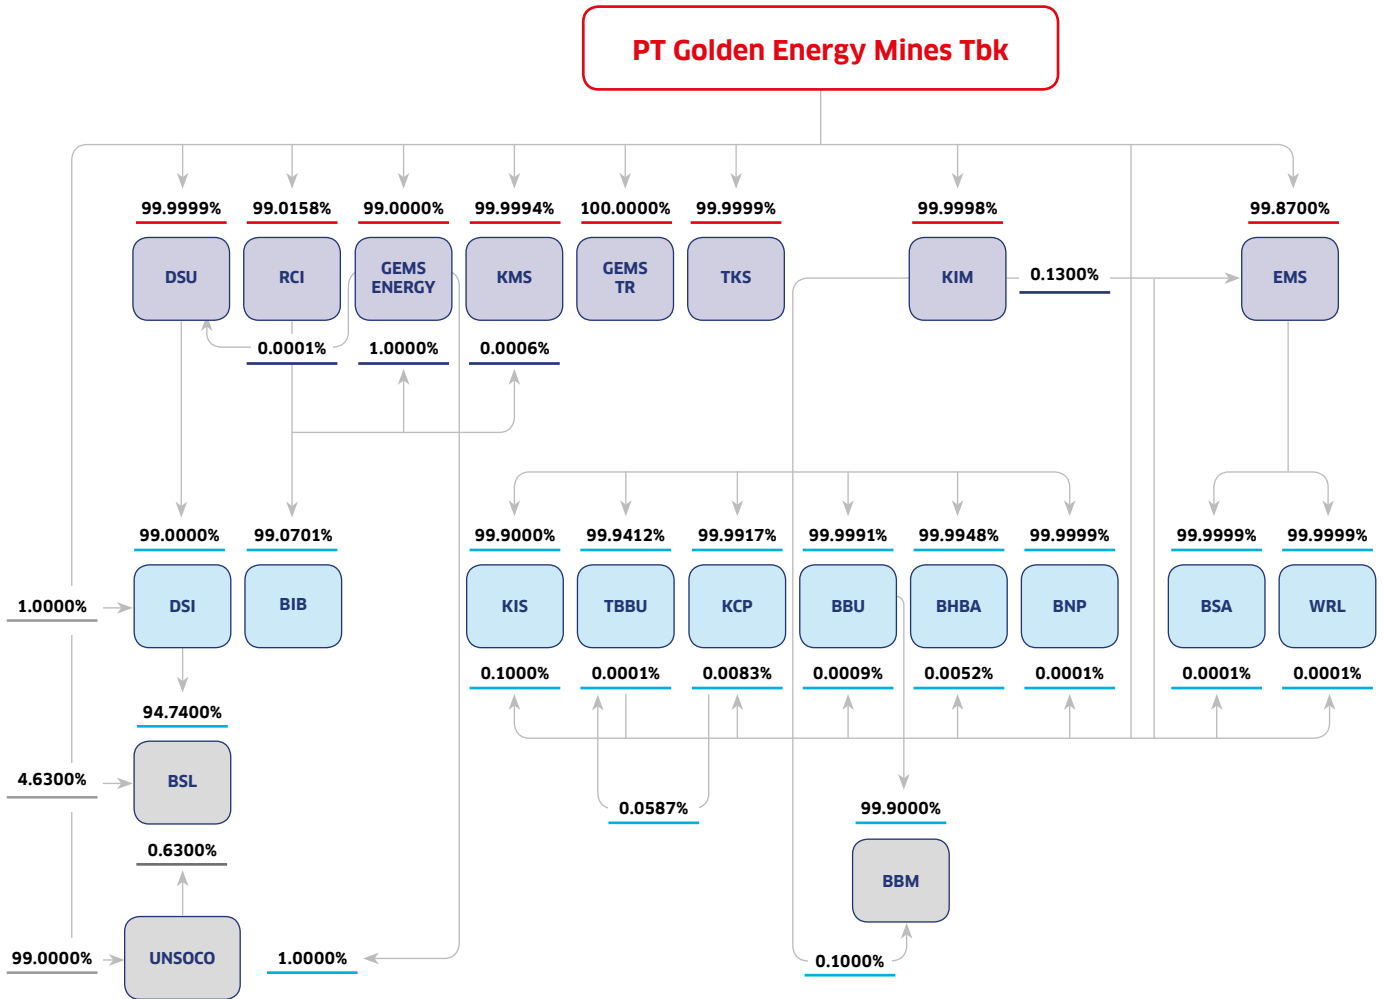 PT Golden Energy Mines Tbk
99.9999%
99.0158%
99.0000%
99.9994%
100.0000%
99.9999%
99.9998%
99.8700%
DSU
RCI
GEMS
ENERGY
KMS
GEMS
TR
TKS
KIM
0.1300%
EMS
0.0001%
1.0000%
0.0006%
99.0000%
99.0701%
99.9000%
99.9412%
99.9917%
99.9991%
99.9948%
99.9999%
99.9999%
99.9999%
1.0000%
DSI
BIB
KIS
TBBU
KCP
BBU
BHBA
BNP
BSA
WRL
0.1000%
0.0001%
0.0083%
0.0009%
0.0052%
0.0001%
0.0001%
0.0001%
94.7400%
4.6300%
BSL
0.0587%
99.9000%
0.6300%
BBM
99.0000%
UNSOCO
1.0000%
0.1000%